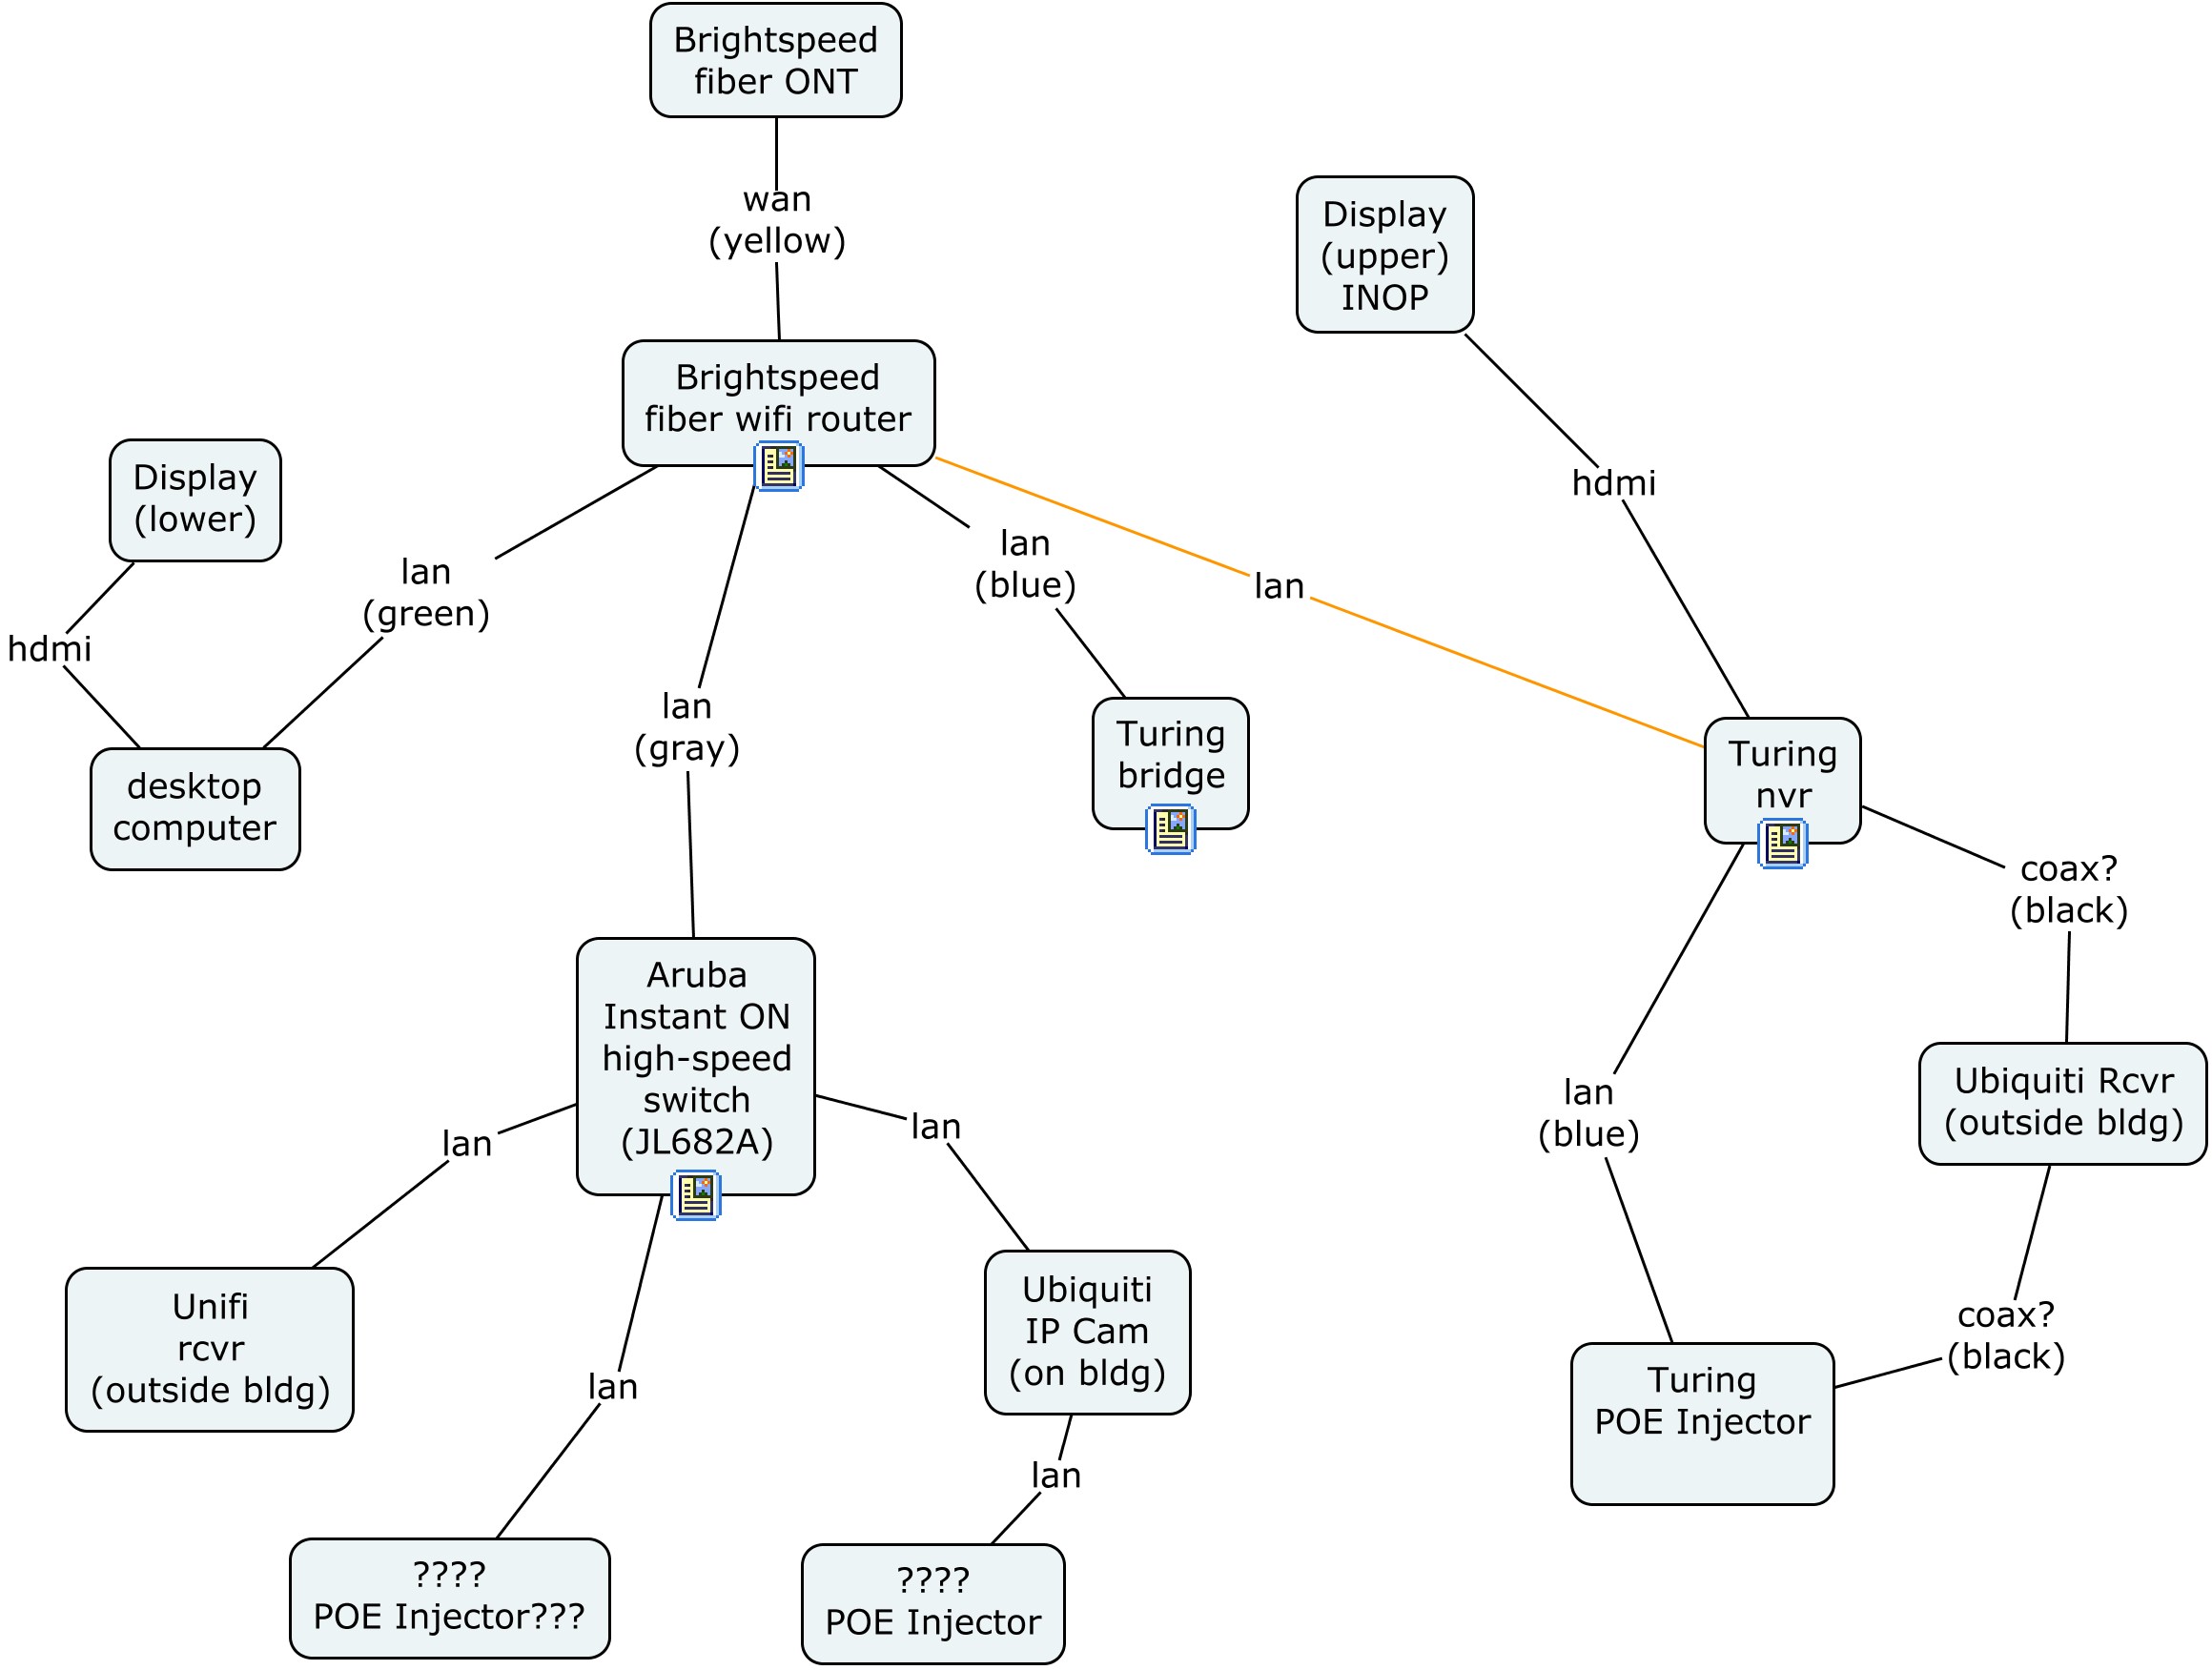 Brightspeed
fiber ONT
wan
(yellow)
Display
(upper)
INOP
Brightspeed
fiber wifi router
Display
(lower)
hdmi
lan
(blue)
lan
(green)
lan
hdmi
lan
(gray)
Turing
bridge
Turing
nvr
desktop
computer
coax?
(black)
Aruba
Instant ON
high-speed
switch
(JL682A)
Ubiquiti Rcvr
(outside bldg)
lan
(blue)
lan
lan
Unifi
rcvr
(outside bldg)
Ubiquiti
IP Cam
(on bldg)
coax?
(black)
lan
Turing
POE Injector
lan
????
POE Injector???
????
POE Injector